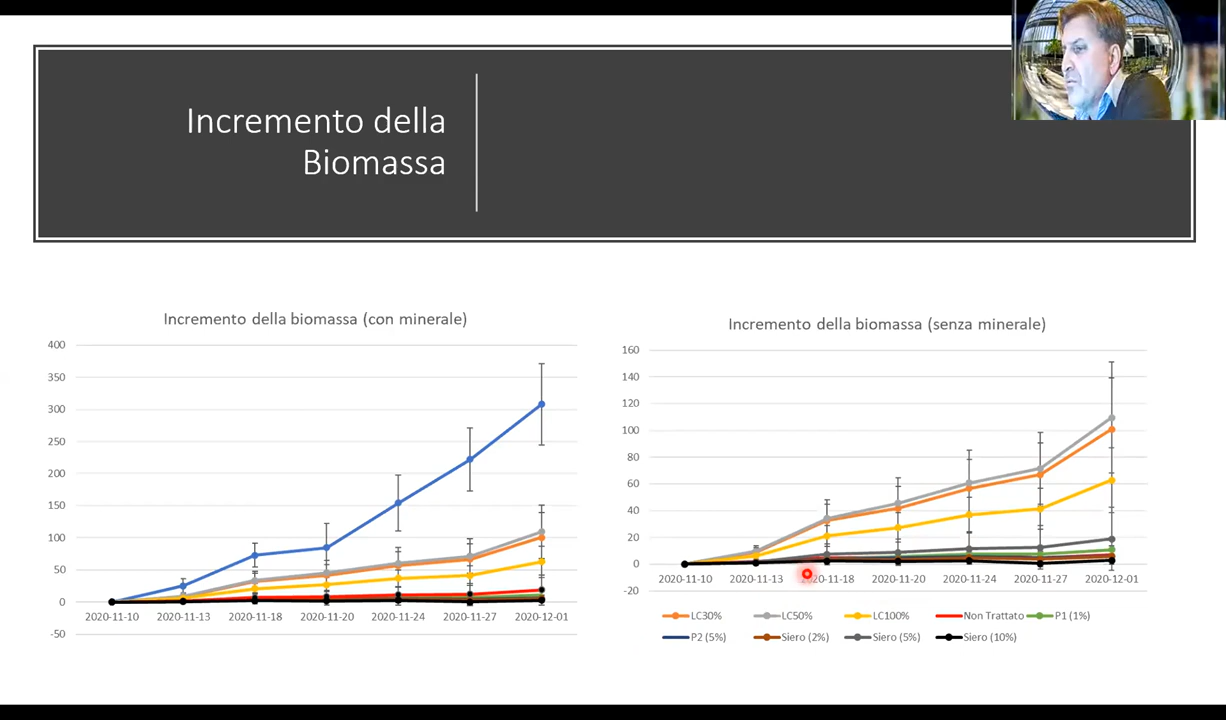 Incremento della
Biomassa
Incremento della biomassa (con minerale)
400
350
300
250
200
150
100
50
0
-50
2020-11-10 2020-11-13 2020-11-18 2020-11-20 2020-11-24 2020-11-27 2020-12-01
Incremento della biomassa (senza minerale)
160
140
120
100
80
60
40
20
0
-20
2020-11-10 2020-11-13 2020-11-18 2020-11-20 2020-11-24 2020-11-27 2020-12-01
LC30% LC50% LC100% Non Trattato P1 (1%)
P2 (5%) Siero (2%) Siero (5%) Siero (10%)